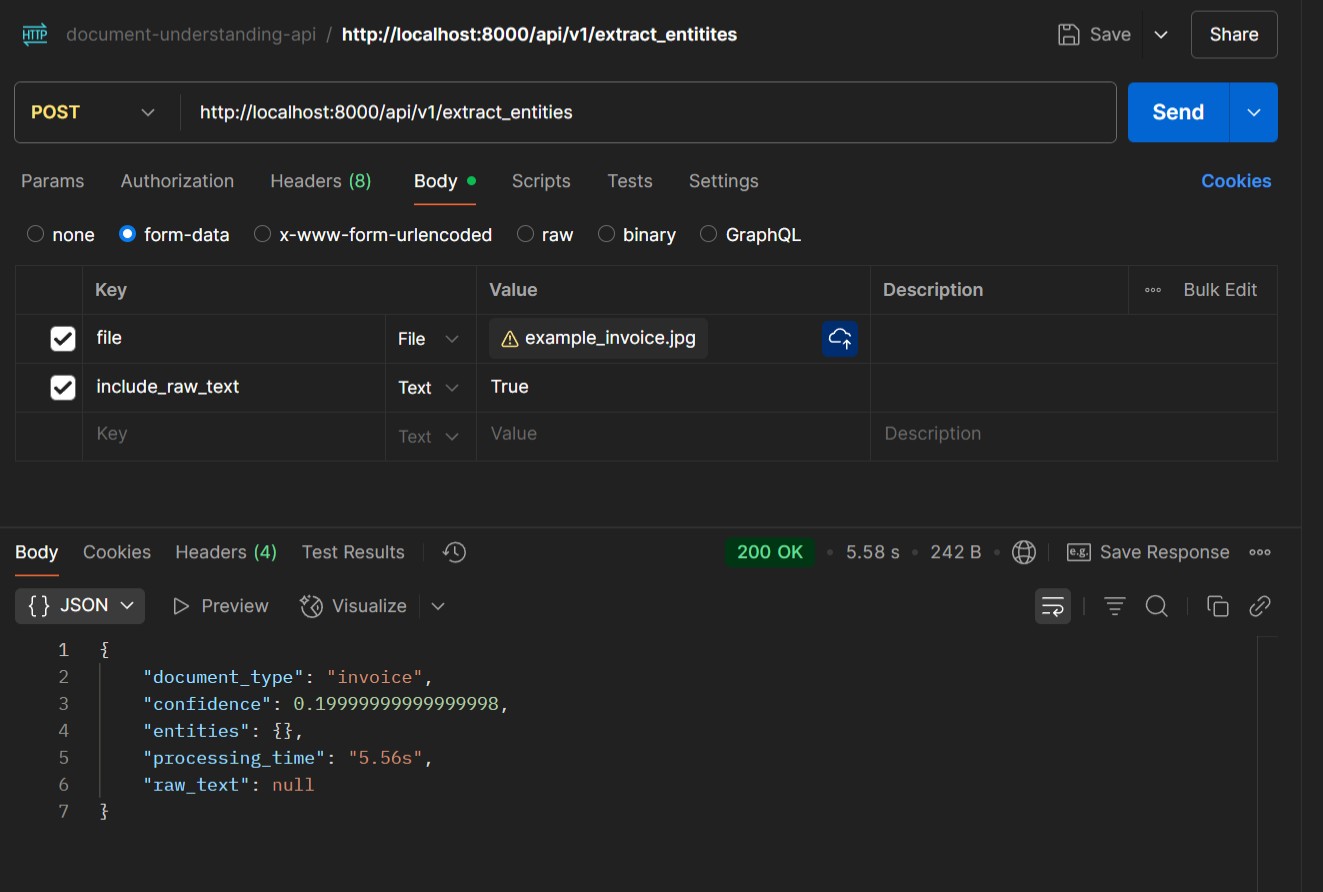 HTTP document-understanding-api / http://localhost:8000/api/v1/extract_entitites Save Share
POST http://localhost:8000/api/v1/extract_entities Send
Params Authorization Headers (8) Body Scripts Tests Settings Cookies
none form-data x-www-form-urlencoded raw binary GraphQL
Key Value Description Bulk Edit
file File example_invoice.jpg
include_raw_text Text True
Key Text Value Description
Body Cookies Headers (4) Test Results 200 OK 5.58 s 242 B e.g. Save Response
{} JSON Preview Visualize
1 {
2 "document_type": "invoice",
3 "confidence": 0.19999999999999998,
4 "entities": {},
5 "processing_time": "5.56s",
6 "raw_text": null
7 }